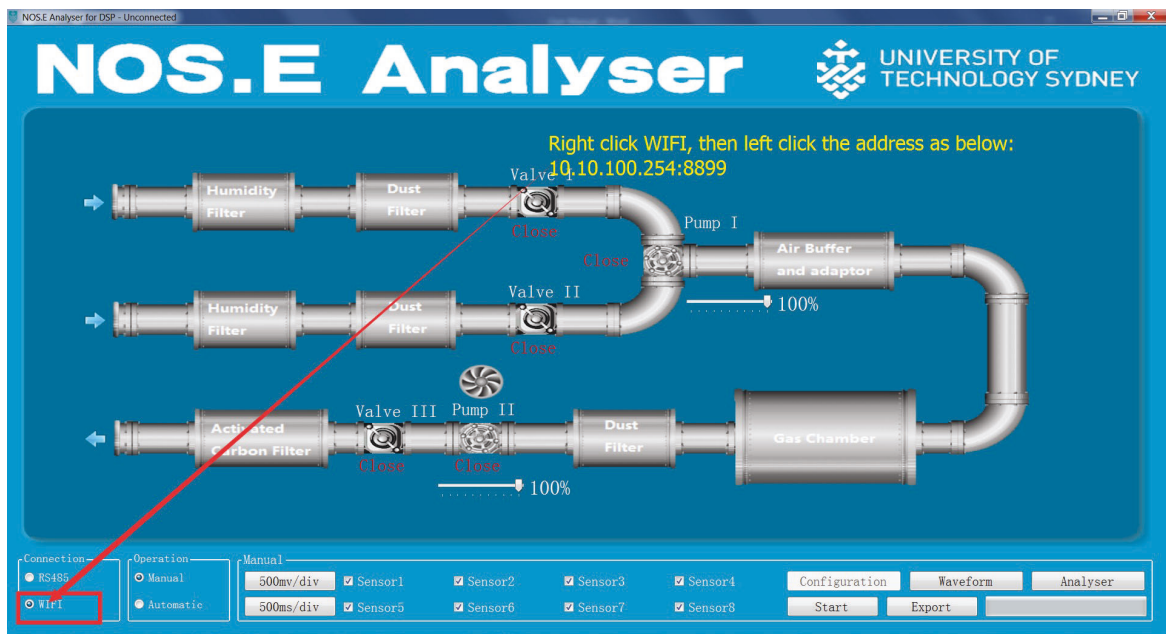 NOS.E Analyser for DSP - Unconnected
NOS.E Analyser
UNIVERSITY OF
TECHNOLOGY SYDNEY
Right click WIFI, then left click the address as below:
10.10.100.254:8899
Valve I
Humidity
Filter
Dust
Filter
Close
Pump I
Close
Air Buffer
and adaptor
100%
Valve II
Humidity
Filter
Dust
Filter
Close
Valve III
Pump II
Activated
Carbon Filter
Dust
Filter
Gas Chamber
Close
Close
100%
Connection
RS485
WIFI
Operation
Manual
Automatic
Manual
500mv/div
Sensor1
Sensor2
Sensor3
Sensor4
500ms/div
Sensor5
Sensor6
Sensor7
Sensor8
Configuration
Waveform
Analyser
Start
Export